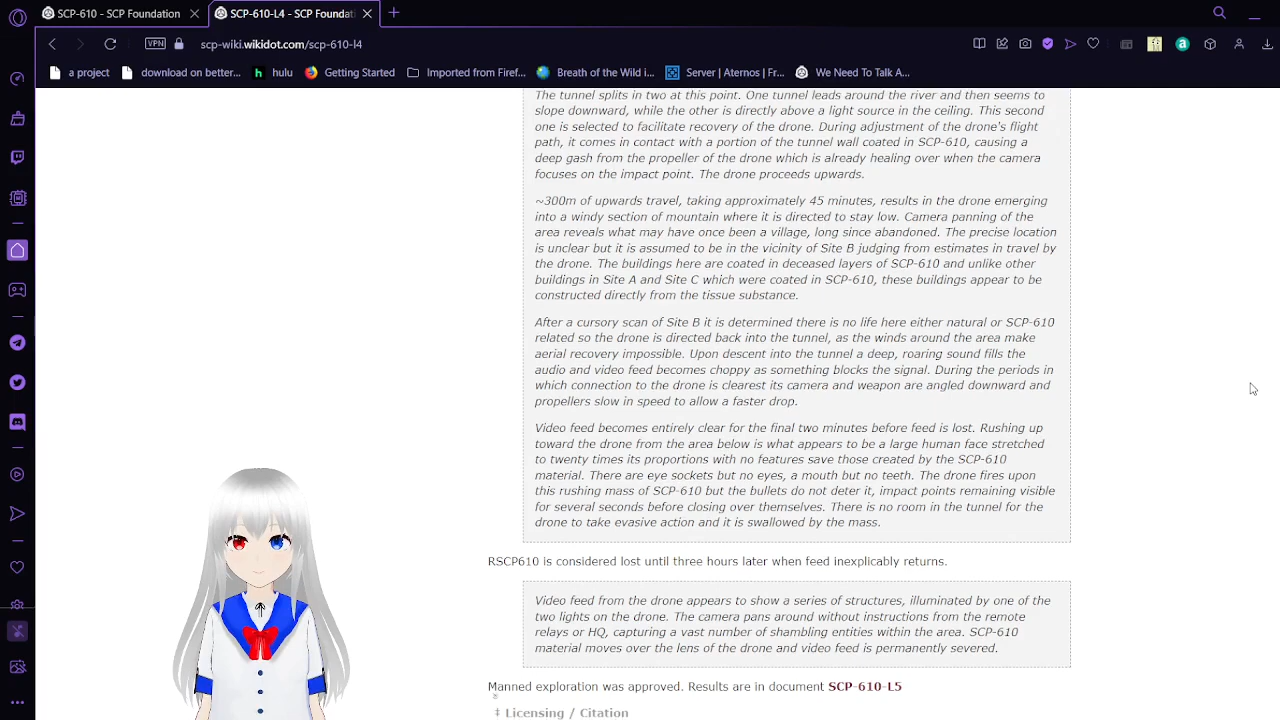 SCP-610 - SCP Foundation
SCP-610-L4 - SCP Foundati
VPN
scp-wiki.wikidot.com/scp-610-l4
a project
download on better...
hulu
Getting Started
Imported from Firef...
Breath of the Wild i...
Server | Aternos | Fr...
We Need To Talk A...
The tunnel splits in two at this point. One tunnel leads around the river and then seems to
slope downward, while the other is directly above a light source in the ceiling. This second
one is selected to facilitate recovery of the drone. During adjustment of the drone's flight
path, it comes in contact with a portion of the tunnel wall coated in SCP-610, causing a
deep gash from the propeller of the drone which is already healing over when the camera
focuses on the impact point. The drone proceeds upwards.
~300m of upwards travel, taking approximately 45 minutes, results in the drone emerging
into a windy section of mountain where it is directed to stay low. Camera panning of the
area reveals what may have once been a village, long since abandoned. The precise location
is unclear but it is assumed to be in the vicinity of Site B judging from estimates in travel by
the drone. The buildings here are coated in deceased layers of SCP-610 and unlike other
buildings in Site A and Site C which were coated in SCP-610, these buildings appear to be
constructed directly from the tissue substance.
After a cursory scan of Site B it is determined there is no life here either natural or SCP-610
related so the drone is directed back into the tunnel, as the winds around the area make
aerial recovery impossible. Upon descent into the tunnel a deep, roaring sound fills the
audio and video feed becomes choppy as something blocks the signal. During the periods in
which connection to the drone is clearest its camera and weapon are angled downward and
propellers slow in speed to allow a faster drop.
Video feed becomes entirely clear for the final two minutes before feed is lost. Rushing up
toward the drone from the area below is what appears to be a large human face stretched
to twenty times its proportions with no features save those created by the SCP-610
material. There are eye sockets but no eyes, a mouth but no teeth. The drone fires upon
this rushing mass of SCP-610 but the bullets do not deter it, impact points remaining visible
for several seconds before closing over themselves. There is no room in the tunnel for the
drone to take evasive action and it is swallowed by the mass.
RSCP610 is considered lost until three hours later when feed inexplicably returns.
Video feed from the drone appears to show a series of structures, illuminated by one of the
two lights on the drone. The camera pans around without instructions from the remote
relays or HQ, capturing a vast number of shambling entities within the area. SCP-610
material moves over the lens of the drone and video feed is permanently severed.
Manned exploration was approved. Results are in document SCP-610-L5
‡ Licensing / Citation